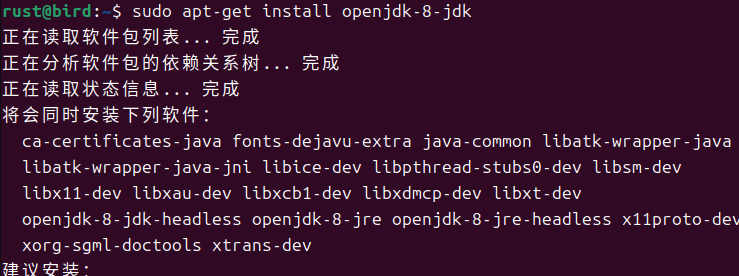 rust@bird:~$ sudo apt-get install openjdk-8-jdk
正在读取软件包列表... 完成
正在分析软件包的依赖关系树... 完成
正在读取状态信息... 完成
将会同时安装下列软件：
ca-certificates-java fonts-dejavu-extra java-common libatk-wrapper-java
libatk-wrapper-java-jni libice-dev libpthread-stubs0-dev libsm-dev
libx11-dev libxau-dev libxcb1-dev libxdmcp-dev libxt-dev
openjdk-8-jdk-headless openjdk-8-jre openjdk-8-jre-headless x11proto-dev
xorg-sgml-doctools xtrans-dev
建议安装：